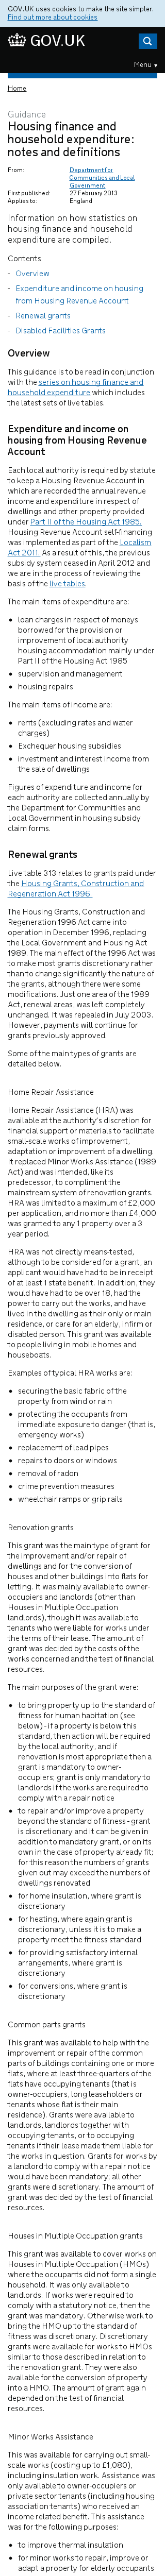 GOV.UK uses cookies to make the site simpler.
Find out more about cookies
GOV.UK
Menu ▾
Home
Guidance
Housing finance and
household expenditure:
notes and definitions
From: Department for
Communities and Local
Government
First published: 27 February 2013
Applies to: England
Information on how statistics on
housing finance and household
expenditure are compiled.
Contents
- Overview
- Expenditure and income on housing
from Housing Revenue Account
- Renewal grants
- Disabled Facilities Grants
Overview
This guidance is to be read in conjunction
with the series on housing finance and
household expenditure which includes
the latest sets of live tables.
Expenditure and income on
housing from Housing Revenue
Account
Each local authority is required by statute
to keep a Housing Revenue Account in
which are recorded the annual revenue
income and expenditure of the authority
in respect of the dwellings provided
under Part II of the Housing Act 1985.
Housing Revenue Account self financing
was implemented as part of the Localism
Act 2011. As a result of this, the previous
subsidy system ceased in April 2012 and
we are in the process of reviewing the
basis of the live tables.
The main items of expenditure are:
• loan charges in respect of moneys
borrowed for the provision or
improvement of local authority
housing accommodation mainly under
Part II of the Housing Act 1985
• supervision and management
• housing repairs
The main items of income are:
• rents (excluding rates and water
charges)
• Exchequer housing subsidies
• investment and interest income from
the sale of dwellings
Figures of expenditure and income for
each authority are collected annually by
the Department for Communities and
Local Government in housing subsidy
claim forms.
Renewal grants
Live table 313 relates to grants paid under
the Housing Grants, Construction and
Regeneration Act 1996.
The Housing Grants, Construction and
Regeneration Act 1996 Act came into
operation in December 1996, replacing
the Local Government and Housing Act
1989. The main effect of the 1996 Act was
to make most grants discretionary rather
than mandatory. The 1996 Act did
not change significantly the nature of
the grants, although there were some
modifications. Just one area of the 1989
Act, renewal areas, was left completely
unchanged. It was repealed in July 2003.
However, payments will continue for
grants previously approved.
Some of the main types of grants are
detailed below.
Home Repair Assistance
Home Repair Assistance (HRA) was
available at the authority's discretion for
financial support or materials to facilitate
small-scale works of improvement,
adaptation or improvement of a dwelling.
It replaced Minor Works Assistance (1989
Act) and was intended, like its
predecessor, to compliment the
mainstream system of renovation grants.
HRA was limited to a maximum of £2,000
per application, and no more than £4,000
was granted to any 1 property over a 3
year period.
HRA was not directly means-tested,
although to be considered for a grant, an
applicant would have had to be in receipt
of at least 1 state benefit. In addition, they
would have had to be over 18, had the
power to carry out the works, and have
lived in the dwelling as their only or main
residence, or care for an elderly, infirm or
disabled person. This grant was available
to people living in mobile homes and
houseboats.
Examples of typical HRA works are:
• securing the basic fabric of the
property from wind or rain
• protecting the occupants from
immediate exposure to danger (that is,
emergency works)
• replacement of lead pipes
• repairs to doors or windows
• removal of radon
• crime prevention measures
• wheelchair ramps or grip rails
Renovation grants
This grant was the main type of grant for
the improvement and/or repair of
dwellings and for the conversion of
houses and other buildings into flats for
letting. It was mainly available to owner-
occupiers and landlords (other than
Houses in Multiple Occupation
landlords), though it was available to
tenants who were liable for works under
the terms of their lease. The amount of
grant was decided by the costs of the
works concerned and the test of financial
resources.
The main purposes of the grant were:
• to bring property up to the standard of
fitness for human habitation (see
below) - if a property is below this
standard, then action will be required
by the local authority, and if
renovation is most appropriate then a
grant is mandatory to owner-
occupiers; grant is only mandatory to
landlords if the works are required to
comply with a repair notice
• to repair and/or improve a property
beyond the standard of fitness - grant
is discretionary and it can be given in
addition to mandatory grant, or on its
own in the case of property already fit;
for this reason the numbers of grants
given out may exceed the numbers of
dwellings renovated
• for home insulation, where grant is
discretionary
• for heating, where again grant is
discretionary, unless it is to make a
property meet the fitness standard
• for providing satisfactory internal
arrangements, where grant is
discretionary
• for conversions, where grant is
discretionary
Common parts grants
This grant was available to help with the
improvement or repair of the common
parts of buildings containing one or more
flats, where at least three-quarters of the
flats have occupying tenants (that is
owner-occupiers, long leaseholders or
tenants whose flat is their main
residence). Grants were available to
landlords, landlords together with
occupying tenants, or to occupying
tenants if their lease made them liable for
the works in question. Grants for works by
a landlord to comply with a repair notice
would have been mandatory; all other
grants were discretionary. The amount of
grant was decided by the test of financial
resources.
Houses in Multiple Occupation grants
This grant was available to cover works on
Houses in Multiple Occupation (HMOs)
where the occupants did not form a single
household. It was only available to
landlords. If works were required to
comply with a statutory notice, then the
grant was mandatory. Otherwise work to
bring the HMO up to the standard of
fitness was discretionary. Discretionary
grants were available for works to HMOs
similar to those described in relation to
the renovation grant. They were also
available for the conversion of property
into a HMO. The amount of grant
depended on the test of financial
resources.
Minor Works Assistance
This was available for carrying out small-
scale works (costing up to £1,080),
including insulation work. Assistance was
only available to owner-occupiers or
private sector tenants (including housing
association tenants) who received an
income related benefit. This assistance
was for the following purposes:
• to improve thermal insulation
• for minor works to repair, improve or
adapt a property for elderly occupants